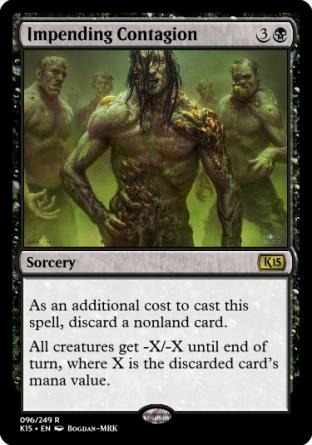 Impending Contagion 3
Sorcery K15
As an additional cost to cast this
spell, discard a nonland card.
All creatures get -X/-X until end of
turn, where X is the discarded card's
mana value.
096/249 R
K15 • EN Bogdan-MRK